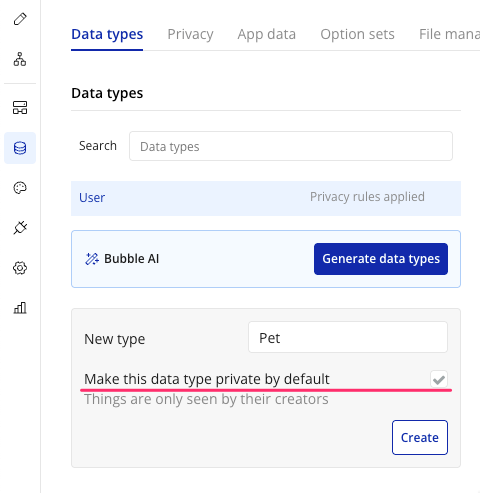 Data types Privacy App data Option sets File mana
Data types
Search Data types
User Privacy rules applied
Bubble AI Generate data types
New type Pet
Make this data type private by default
Things are only seen by their creators
Create